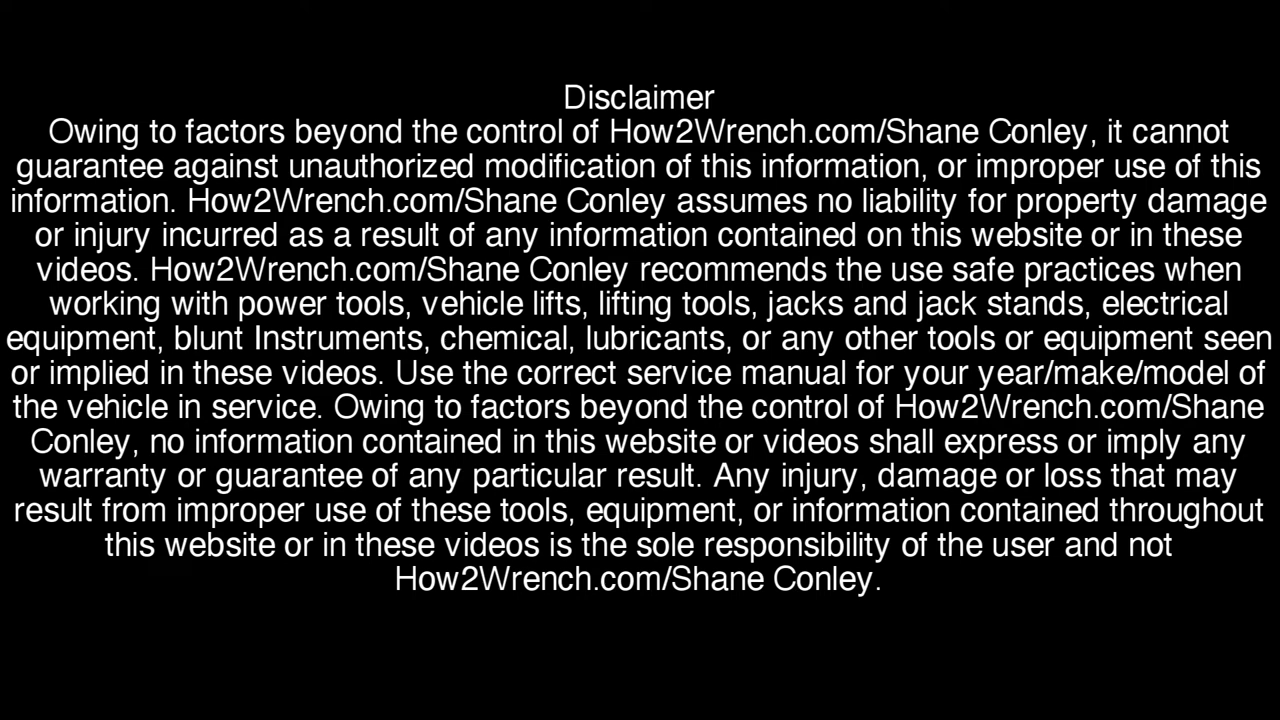 Disclaimer
Owing to factors beyond the control of How2Wrench.com/Shane Conley, it cannot
guarantee against unauthorized modification of this information, or improper use of this
information. How2Wrench.com/Shane Conley assumes no liability for property damage
or injury incurred as a result of any information contained on this website or in these
videos. How2Wrench.com/Shane Conley recommends the use safe practices when
working with power tools, vehicle lifts, lifting tools, jacks and jack stands, electrical
equipment, blunt Instruments, chemical, lubricants, or any other tools or equipment seen
or implied in these videos. Use the correct service manual for your year/make/model of
the vehicle in service. Owing to factors beyond the control of How2Wrench.com/Shane
Conley, no information contained in this website or videos shall express or imply any
warranty or guarantee of any particular result. Any injury, damage or loss that may
result from improper use of these tools, equipment, or information contained throughout
this website or in these videos is the sole responsibility of the user and not
How2Wrench.com/Shane Conley.